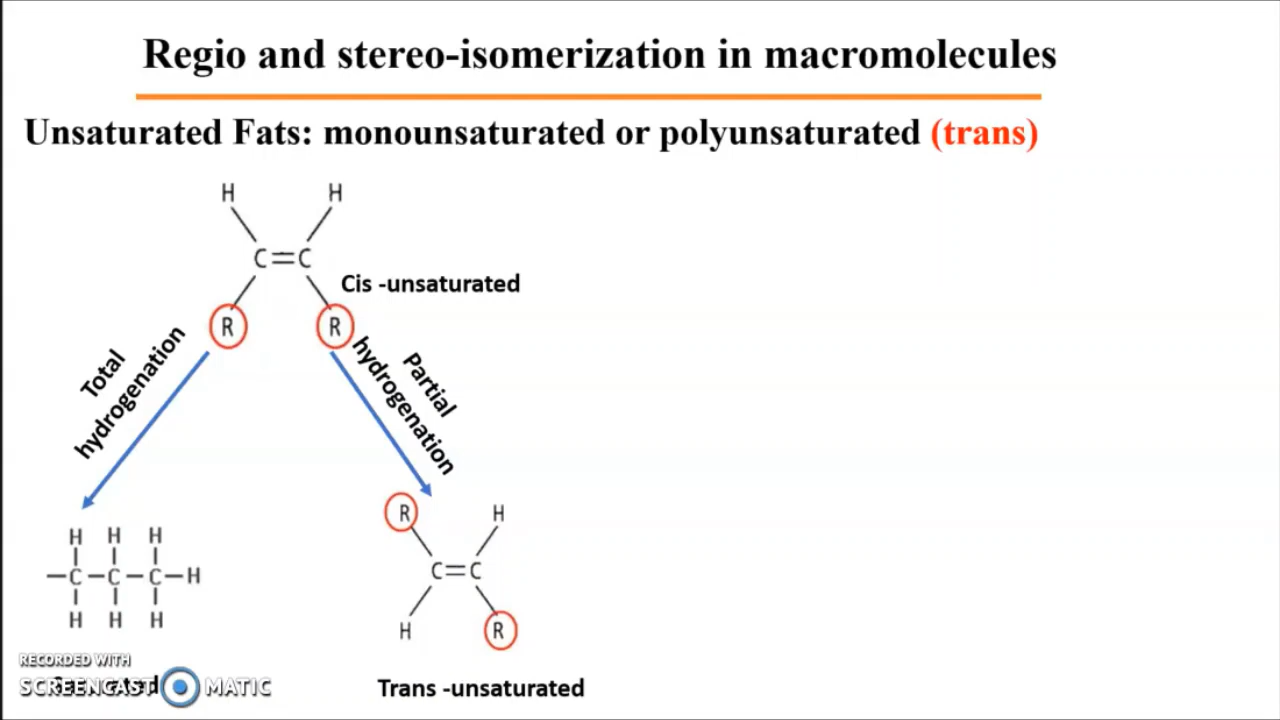 Regio and stereo-isomerization in macromolecules
Unsaturated Fats: monounsaturated or polyunsaturated (trans)
H H
C=C
Cis -unsaturated
R R
Total
hydrogenation
Partial
hydrogenation
H H H
-C-C-C-H
H H H
R H
C=C
H R
RECORDED WITH
SCREENCAST MATIC
Trans -unsaturated